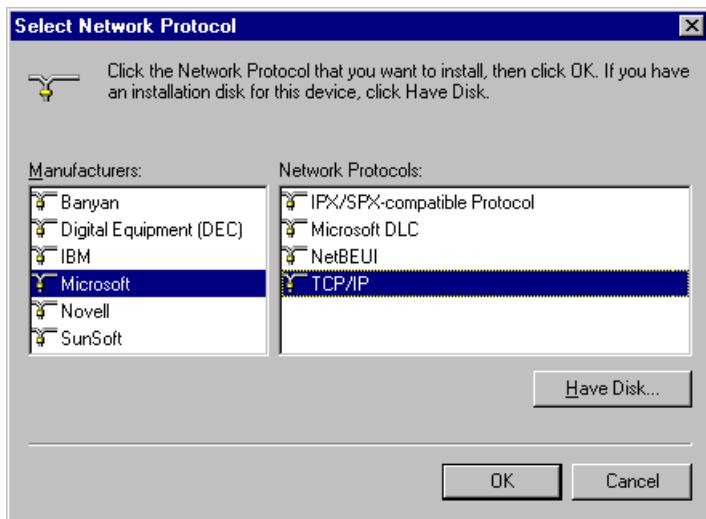 Select Network Protocol
Click the Network Protocol that you want to install, then click OK. If you have
an installation disk for this device, click Have Disk.
Manufacturers:
Banyan
Digital Equipment (DEC)
IBM
Microsoft
Novell
SunSoft
Network Protocols:
IPX/SPX-compatible Protocol
Microsoft DLC
NetBEUI
TCP/IP
Have Disk...
OK
Cancel